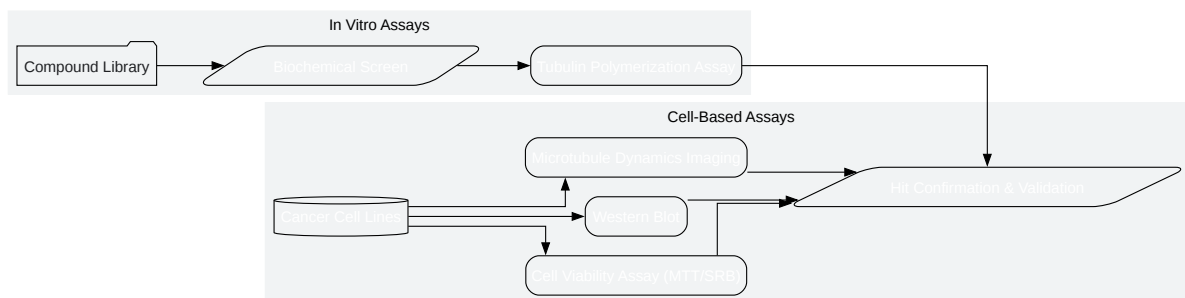 In Vitro Assays
Compound Library
Biochemical Screen
Tubulin Polymerization Assay
Cell-Based Assays
Microtubule Dynamics Imaging
Hit Confirmation & Validation
Cancer Cell Lines
Western Blot
Cell Viability Assay (MTT/SRB)